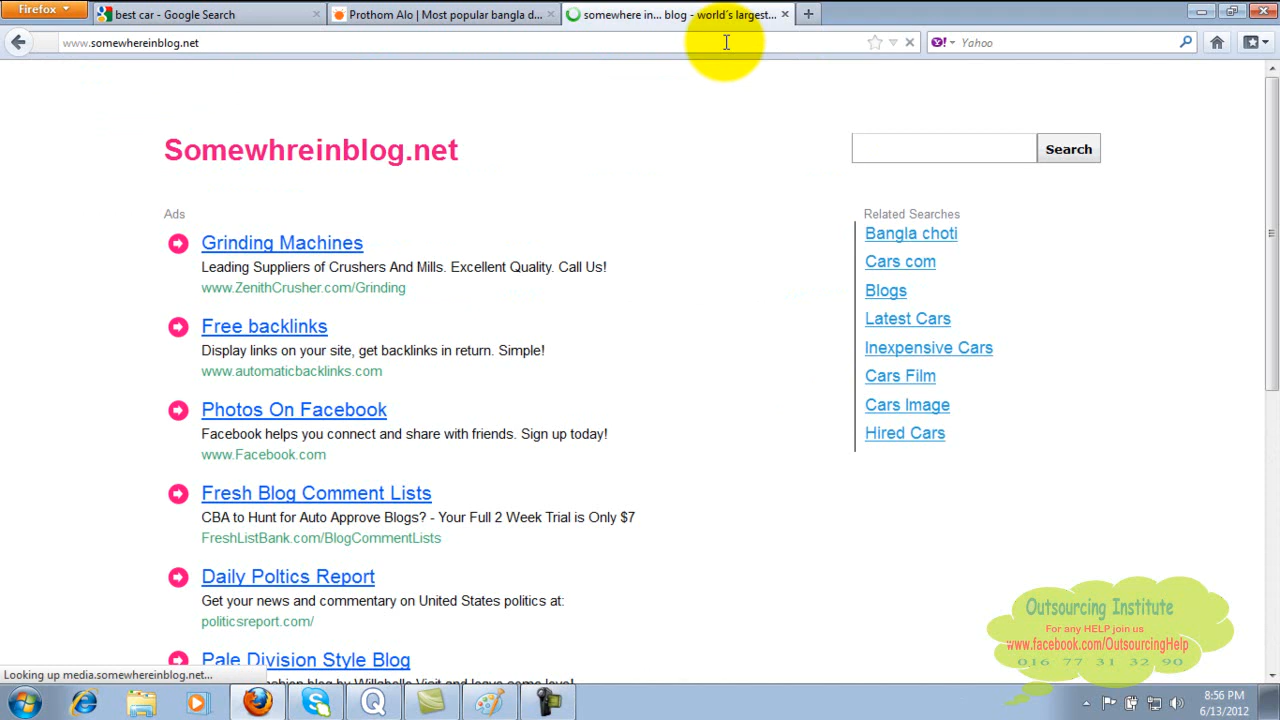 Firefox
best car - Google Search
Prothom Alo | Most popular bangla d...
somewhere in... blog - world's largest...
www.somewhereinblog.net
Yahoo
Somewhreinblog.net
Search
Ads
Related Searches
Grinding Machines
Leading Suppliers of Crushers And Mills. Excellent Quality. Call Us!
www.ZenithCrusher.com/Grinding
Free backlinks
Display links on your site, get backlinks in return. Simple!
www.automaticbacklinks.com
Photos On Facebook
Facebook helps you connect and share with friends. Sign up today!
www.Facebook.com
Fresh Blog Comment Lists
CBA to Hunt for Auto Approve Blogs? - Your Full 2 Week Trial is Only $7
FreshListBank.com/BlogCommentLists
Daily Poltics Report
Get your news and commentary on United States politics at:
politicsreport.com/
Pale Division Style Blog
Bangla choti
Cars com
Blogs
Latest Cars
Inexpensive Cars
Cars Film
Cars Image
Hired Cars
Outsourcing Institute
For any HELP join us
www.facebook.com/OutsourcingHelp
016 77 31 32 90
Looking up media.somewhereinblog.net...
8:56 PM
6/13/2012